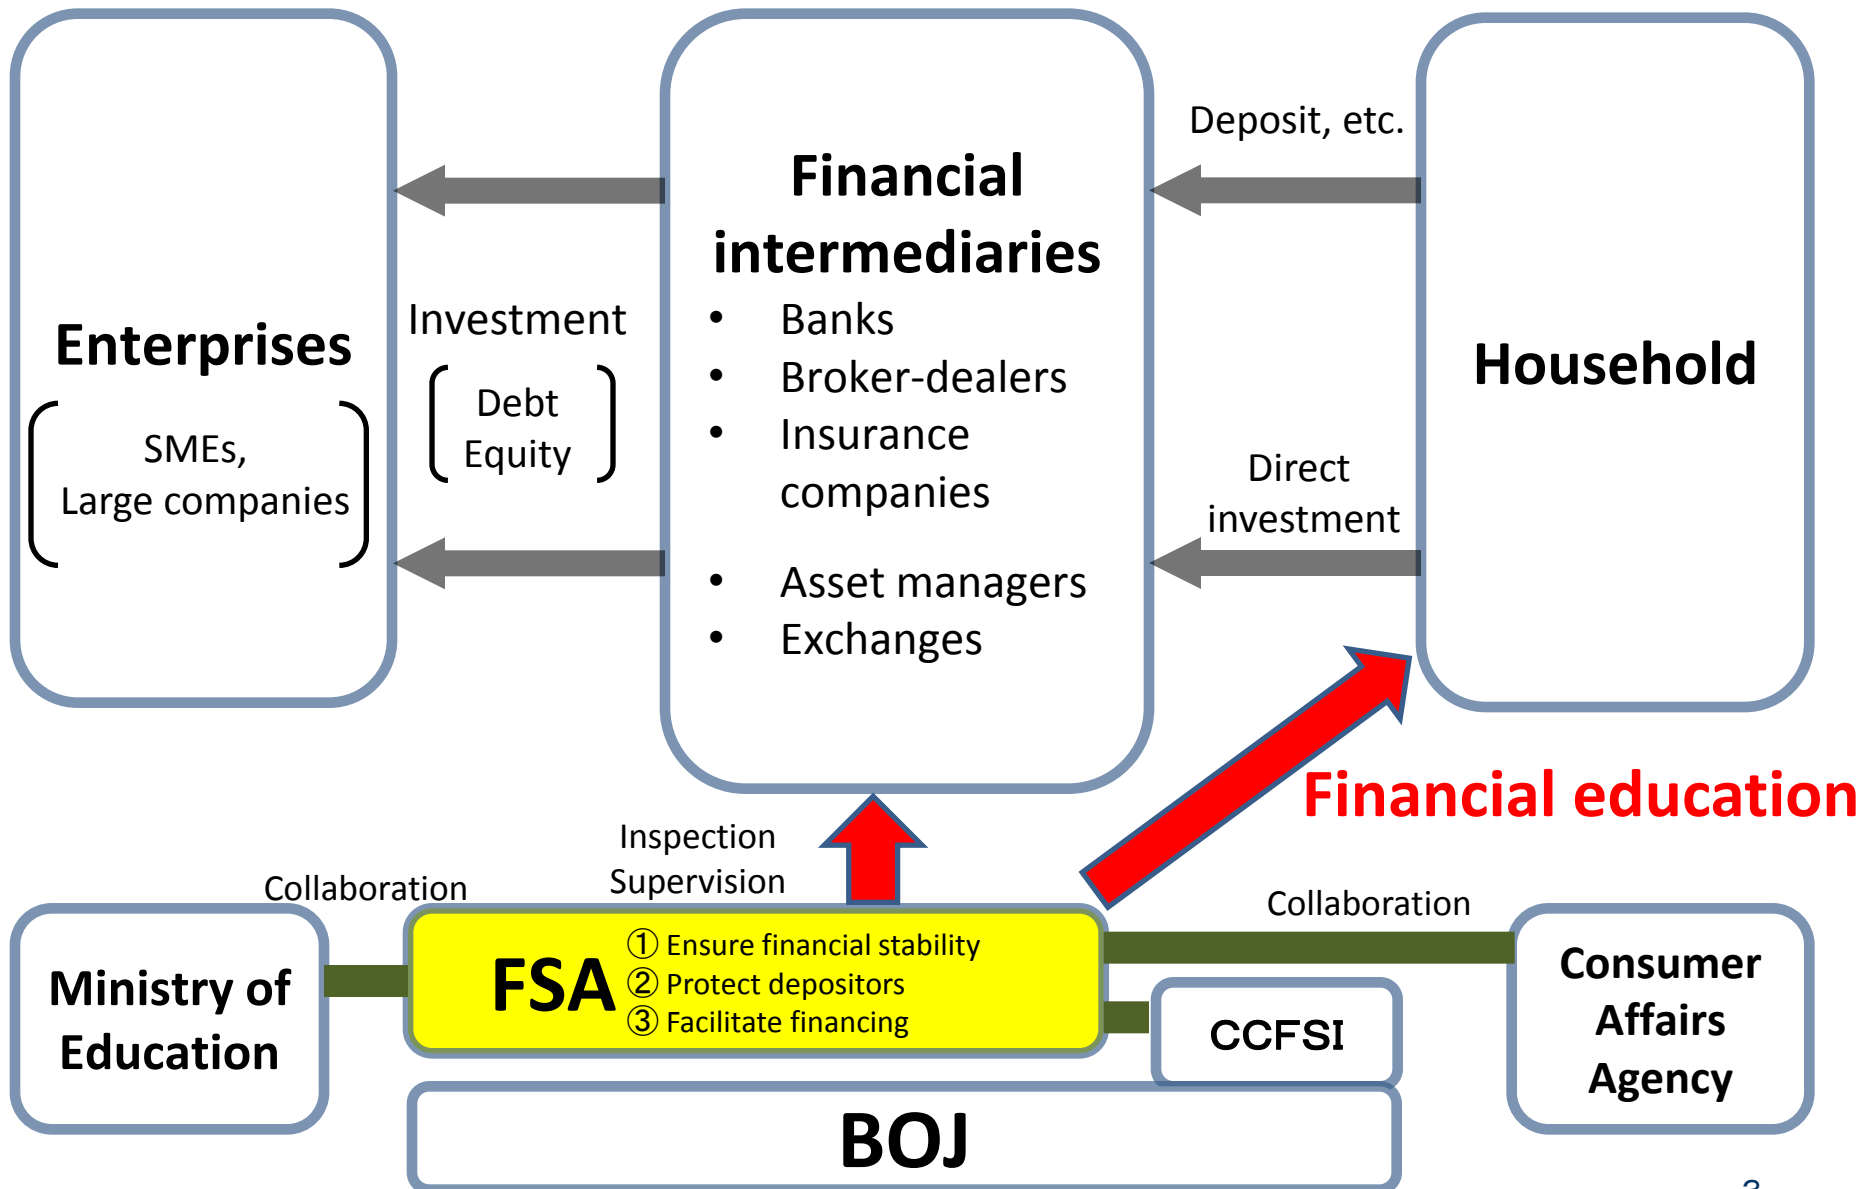 Enterprises
SMEs,
Large companies
Investment
Debt
Equity
Financial
intermediaries
• Banks
• Broker-dealers
• Insurance
companies
• Asset managers
• Exchanges
Deposit, etc.
Direct
investment
Household
Financial education
Inspection
Supervision
Collaboration
Ministry of
Education
FSA
① Ensure financial stability
② Protect depositors
③ Facilitate financing
Collaboration
CCFSI
Consumer
Affairs
Agency
BOJ